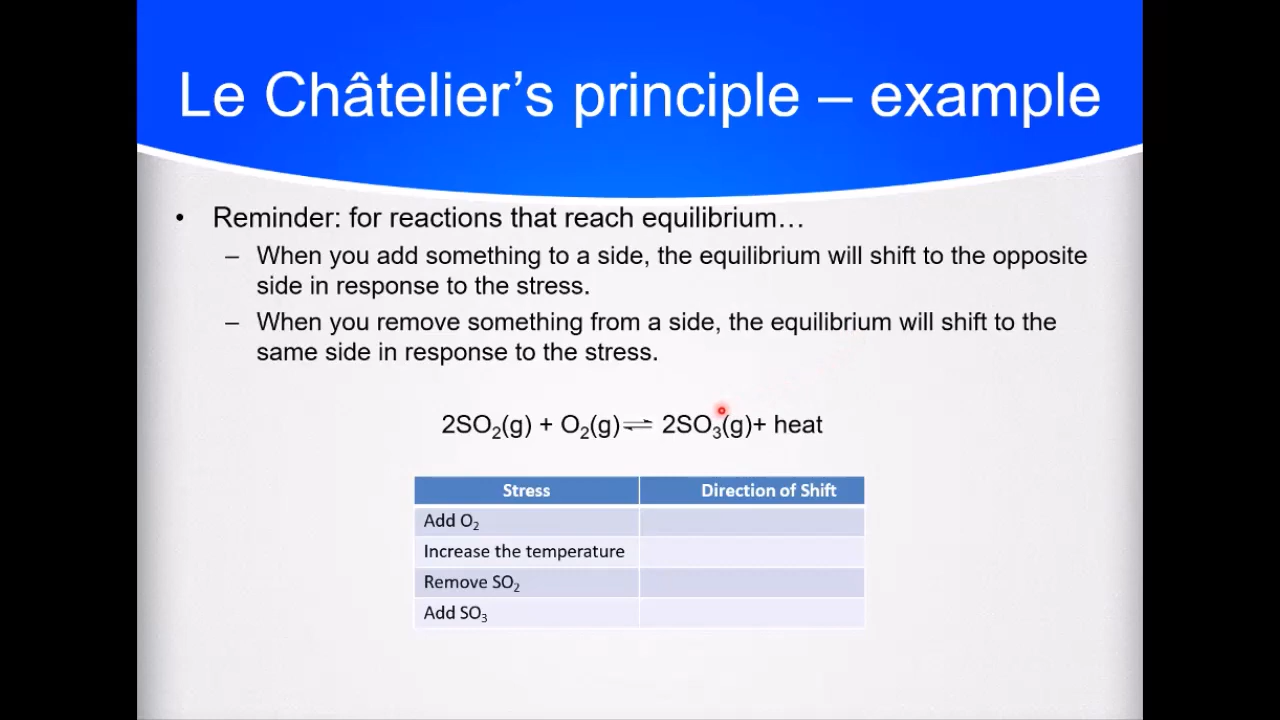 Le Châtelier’s principle – example
• Reminder: for reactions that reach equilibrium…
– When you add something to a side, the equilibrium will shift to the opposite
side in response to the stress.
– When you remove something from a side, the equilibrium will shift to the
same side in response to the stress.
2SO₂(g) + O₂(g)⇌ 2SO₃(g)+ heat
Stress Direction of Shift
Add O₂
Increase the temperature
Remove SO₂
Add SO₃